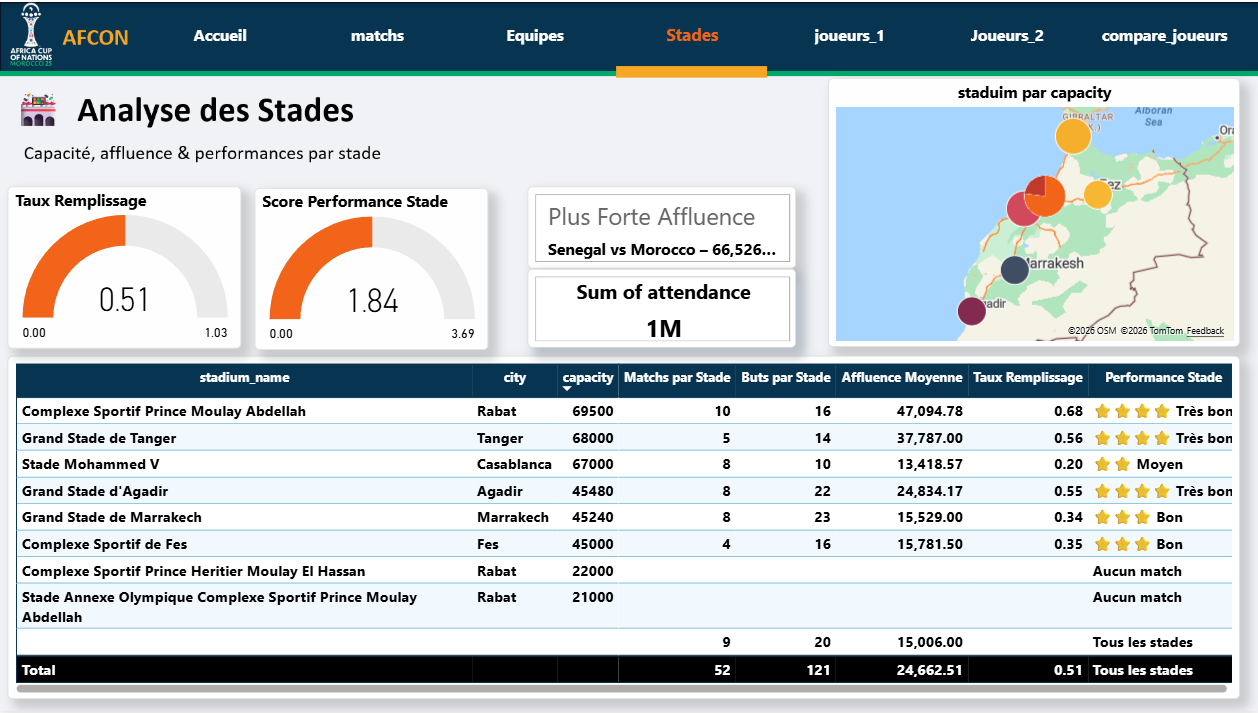 AFRICA CUP
OF NATIONS
MOROCCO 25
AFCON
Accueil
matchs
Equipes
Stades
joueurs_1
Joueurs_2
compare_joueurs
Analyse des Stades
Capacité, affluence & performances par stade
Taux Remplissage
0.51
0.00
1.03
Score Performance Stade
1.84
0.00
3.69
Plus Forte Affluence
Senegal vs Morocco – 66,526...
Sum of attendance
1M
staduim par capacity
Alboran
Sea
GIBRALTAR
Marrakesh
©2026 OSM ©2026 TomTom Feedback
stadium_name city capacity Matchs par Stade Buts par Stade Affluence Moyenne Taux Remplissage Performance Stade
Complexe Sportif Prince Moulay Abdellah Rabat 69500 10 16 47,094.78 0.68 ⭐⭐⭐⭐ Très bon
Grand Stade de Tanger Tanger 68000 5 14 37,787.00 0.56 ⭐⭐⭐⭐ Très bon
Stade Mohammed V Casablanca 67000 8 10 13,418.57 0.20 ⭐⭐ Moyen
Grand Stade d'Agadir Agadir 45480 8 22 24,834.17 0.55 ⭐⭐⭐⭐ Très bon
Grand Stade de Marrakech Marrakech 45240 8 23 15,529.00 0.34 ⭐⭐⭐ Bon
Complexe Sportif de Fes Fes 45000 4 16 15,781.50 0.35 ⭐⭐⭐ Bon
Complexe Sportif Prince Heritier Moulay El Hassan Rabat 22000 Aucun match
Stade Annexe Olympique Complexe Sportif Prince Moulay Rabat 21000 Aucun match
Abdellah
9 20 15,006.00 Tous les stades
Total 52 121 24,662.51 0.51 Tous les stades